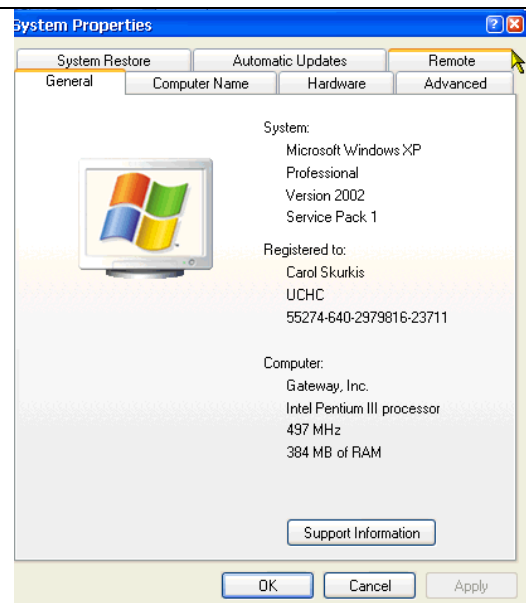 System Properties
System Restore
Automatic Updates
Remote
General
Computer Name
Hardware
Advanced
System:
Microsoft Windows XP
Professional
Version 2002
Service Pack 1
Registered to:
Carol Skurkis
UCHC
55274-640-2979816-23711
Computer:
Gateway, Inc.
Intel Pentium III processor
497 MHz
384 MB of RAM
Support Information
OK
Cancel
Apply